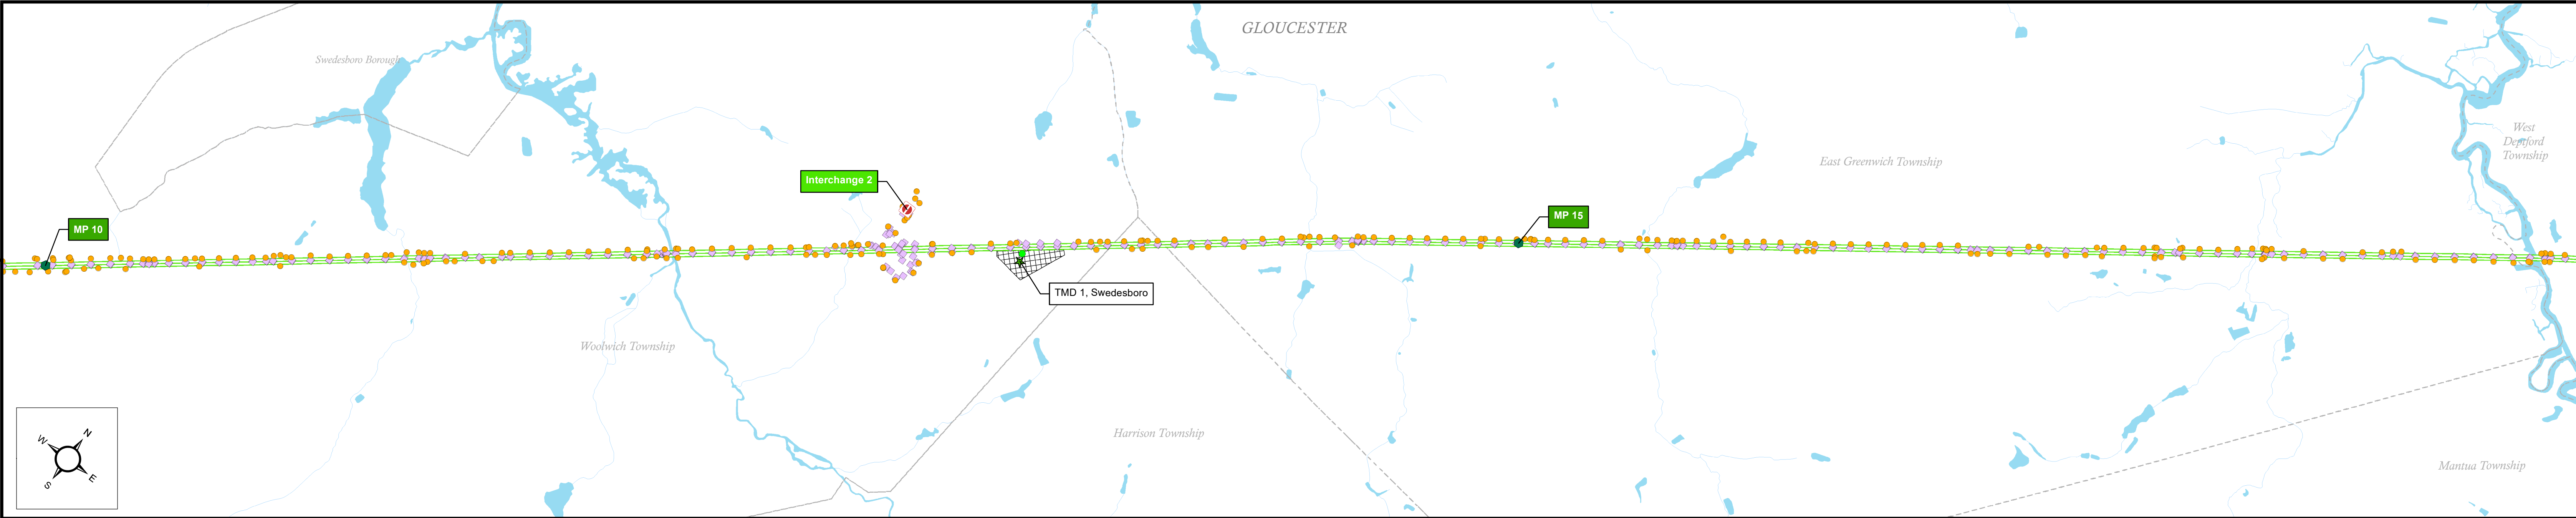 GLOUCESTER
Swedesboro Borough
West
Deptford
Township
East Greenwich Township
Interchange 2
MP 15
MP 10
TMD 1, Swedesboro
Woolwich Township
Harrison Township
Mantua Township
W
N
S
E